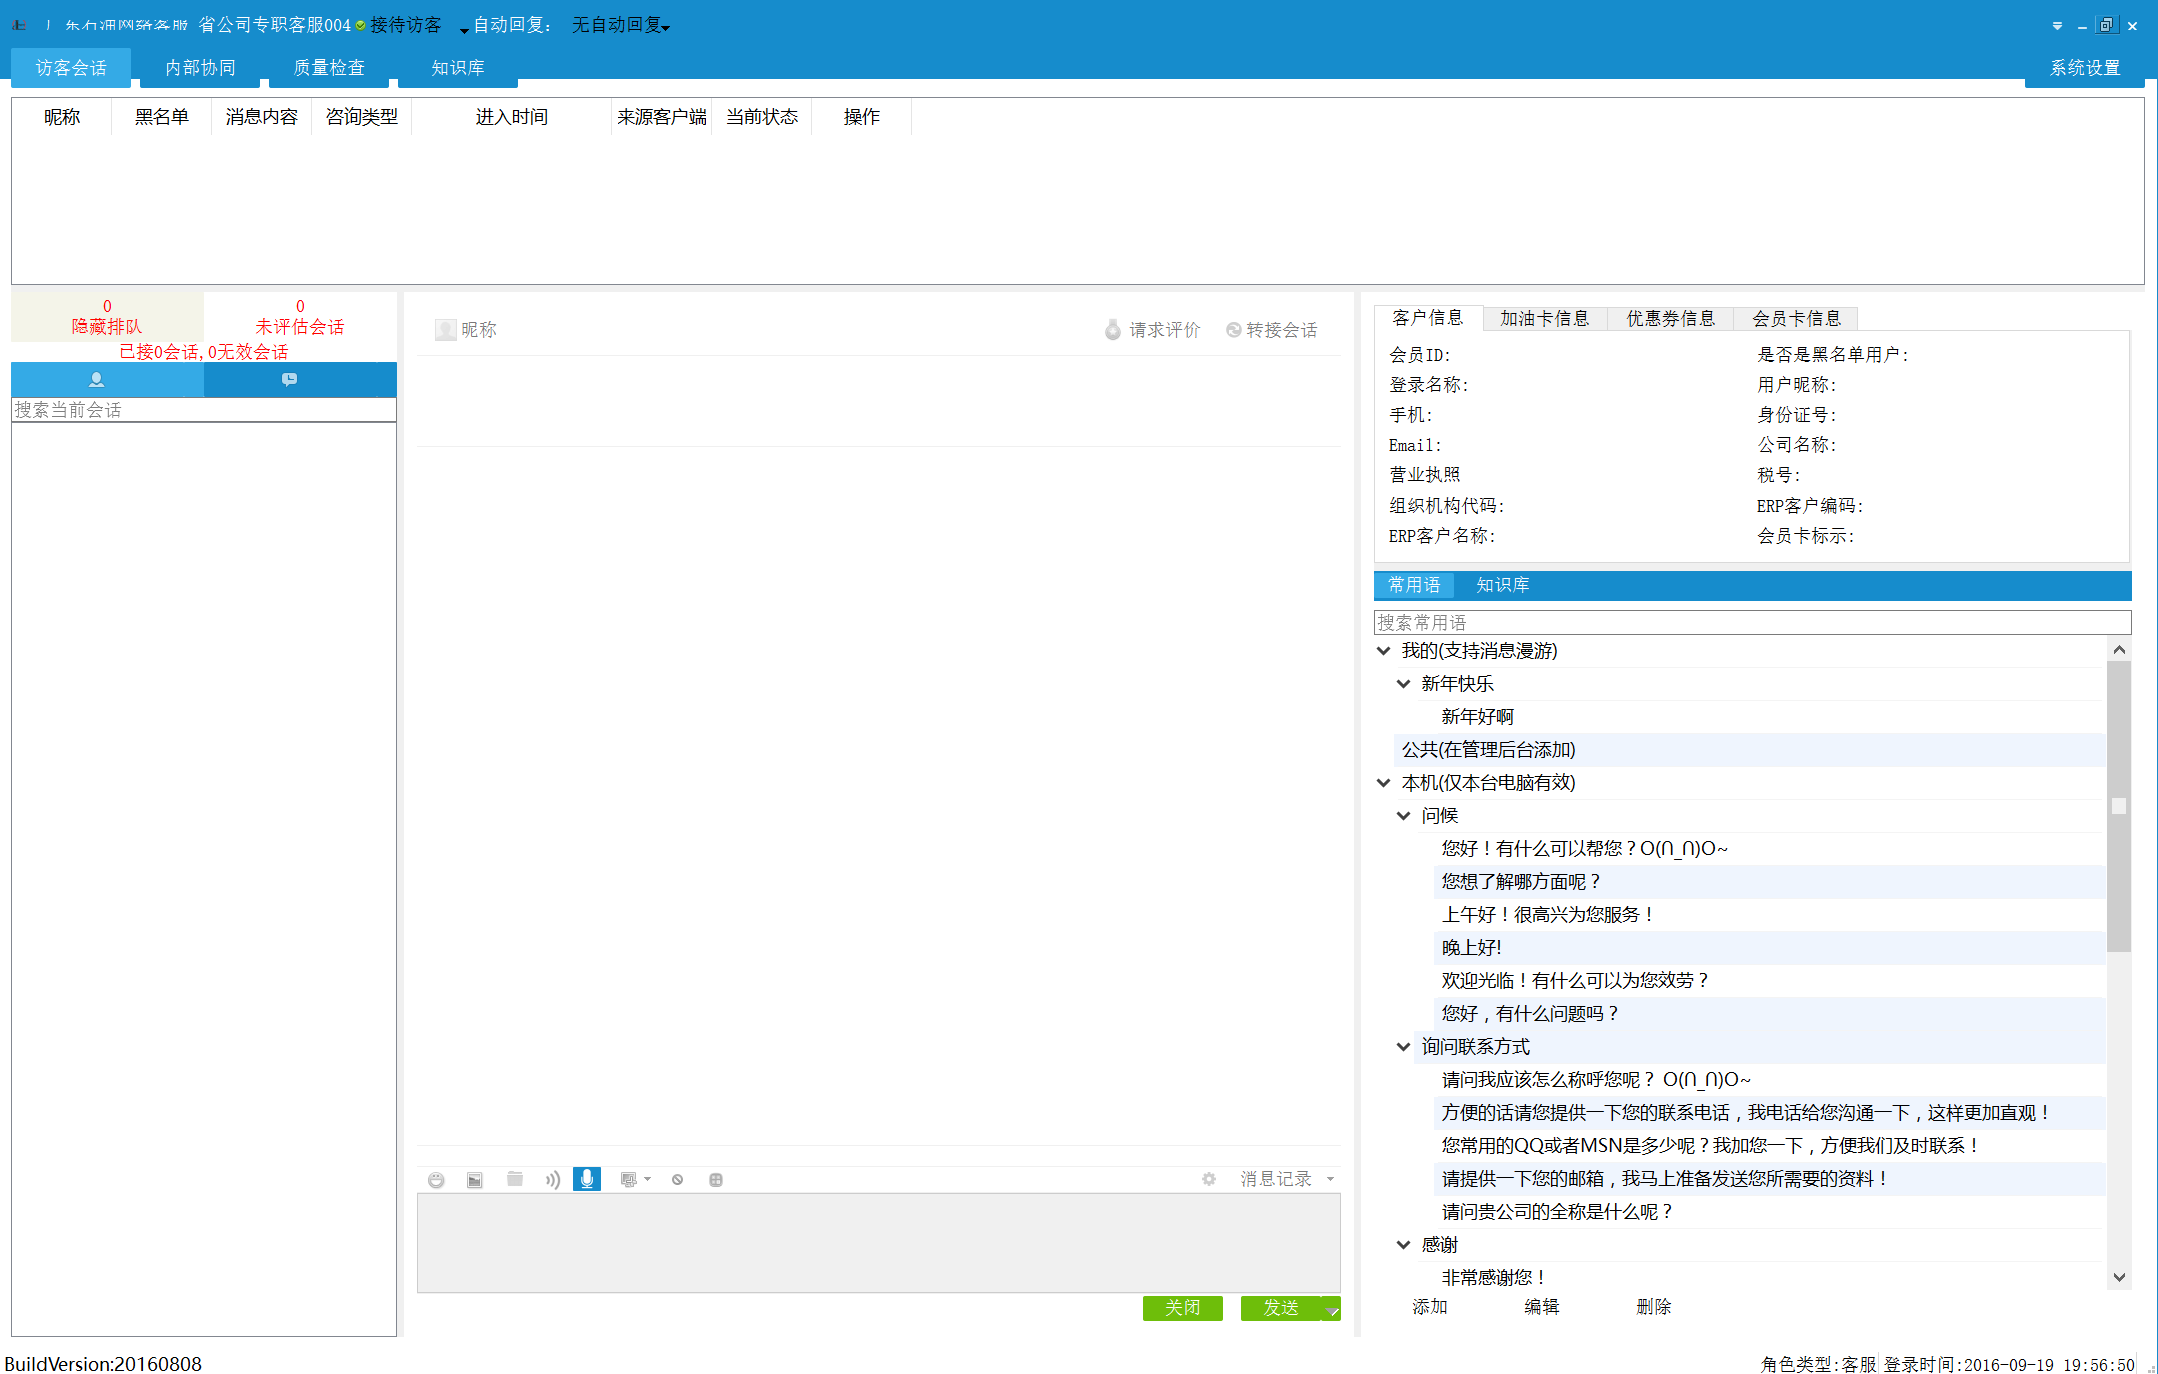 省公司专职客服004 接待访客 自动回复： 无自动回复
访客会话 内部协同 质量检查 知识库 系统设置
昵称 黑名单 消息内容 咨询类型 进入时间 来源客户端 当前状态 操作
0 0
隐藏排队 未评估会话
已接0会话,0无效会话
搜索当前会话
昵称 请求评价 转接会话
消息记录
关闭 发送
客户信息 加油卡信息 优惠券信息 会员卡信息
会员ID: 是否是黑名单用户:
登录名称: 用户昵称:
手机: 身份证号:
Email: 公司名称:
营业执照 税号:
组织机构代码: ERP客户编码:
ERP客户名称: 会员卡标示:
常用语 知识库
搜索常用语
我的(支持消息漫游)
新年快乐
新年好啊
公共(在管理后台添加)
本机(仅本台电脑有效)
问候
您好！有什么可以帮您？O(∩_∩)O~
您想了解哪方面呢？
上午好！很高兴为您服务！
晚上好!
欢迎光临！有什么可以为您效劳？
您好，有什么问题吗？
询问联系方式
请问我应该怎么称呼您呢？ O(∩_∩)O~
方便的话请您提供一下您的联系电话，我电话给您沟通一下，这样更加直观！
您常用的QQ或者MSN是多少呢？我加您一下，方便我们及时联系！
请提供一下您的邮箱，我马上准备发送您所需要的资料！
请问贵公司的全称是什么呢？
感谢
非常感谢您！
添加 编辑 删除
BuildVersion:20160808 角色类型:客服 登录时间:2016-09-19 19:56:50